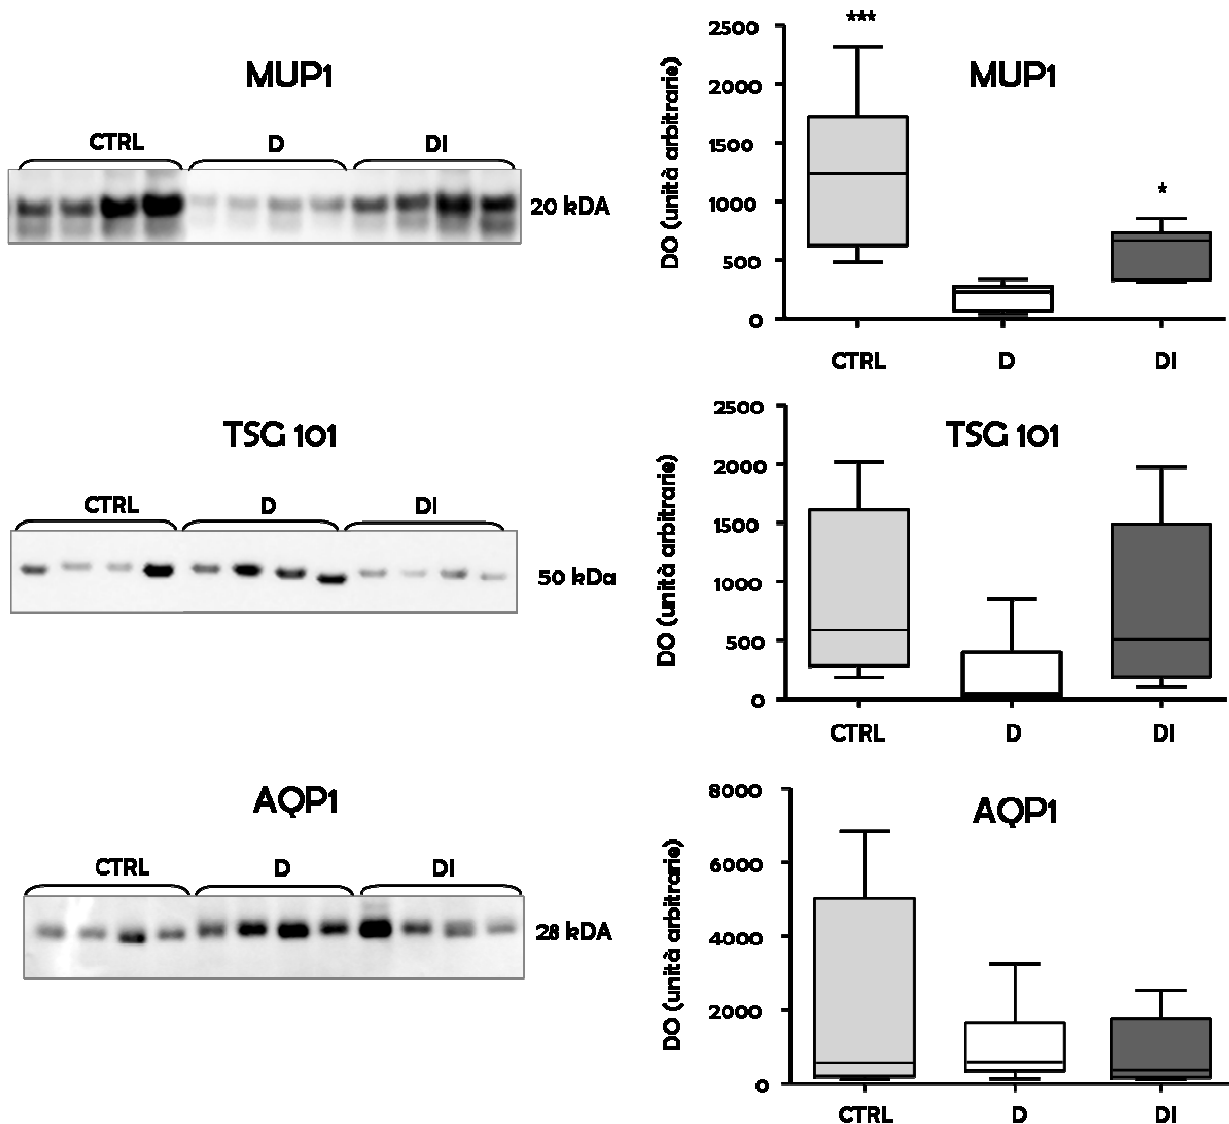 MUP1
CTRL D DI
20 kDA
***
MUP1
*
DO (unità arbitrarie)
2500
2000
1500
1000
500
0
CTRL D DI
TSG 101
CTRL D DI
50 kDa
TSG 101
DO (unità arbitrarie)
2500
2000
1500
1000
500
0
CTRL D DI
AQP1
CTRL D DI
28 kDA
AQP1
DO (unità arbitrarie)
8000
6000
4000
2000
0
CTRL D DI